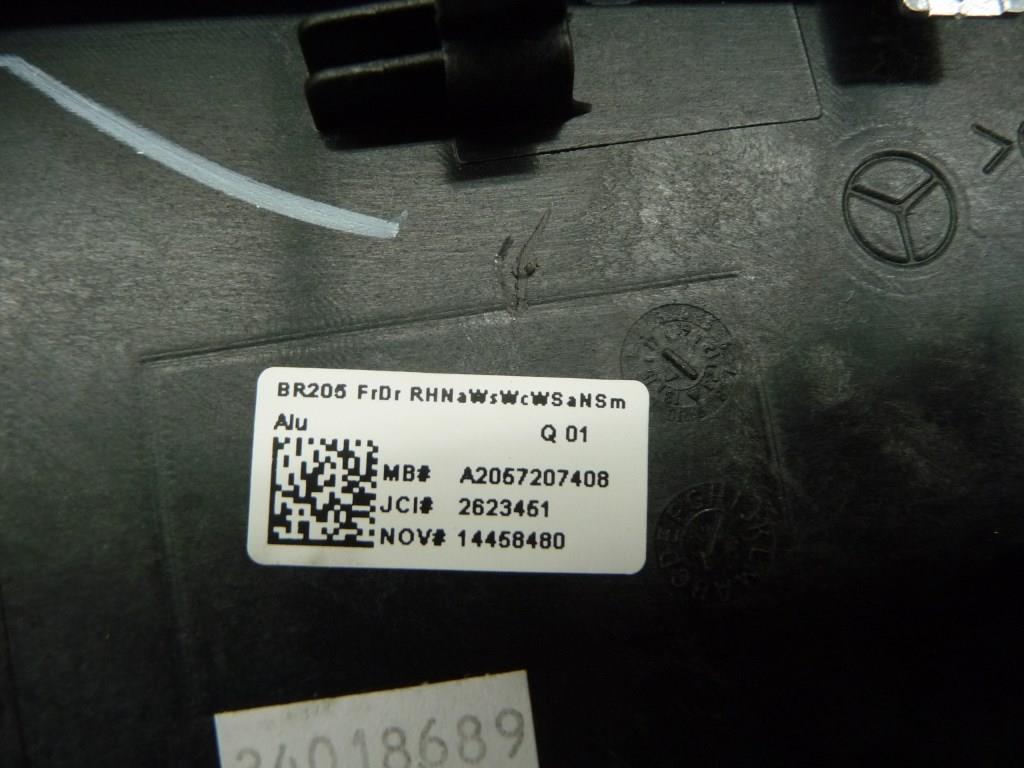 BR205 FrDr RHNaWsWcWSaNSm
Alu
Q 01
MB# A2057207408
JCI# 2623451
NOV# 14458480
24018689